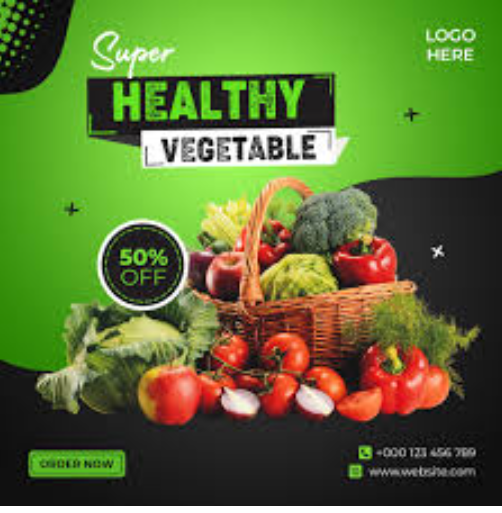 Super
HEALTHY
VEGETABLE
LOGO
HERE
50%
OFF
ORDER NOW
+000 123 456 789
www.website.com